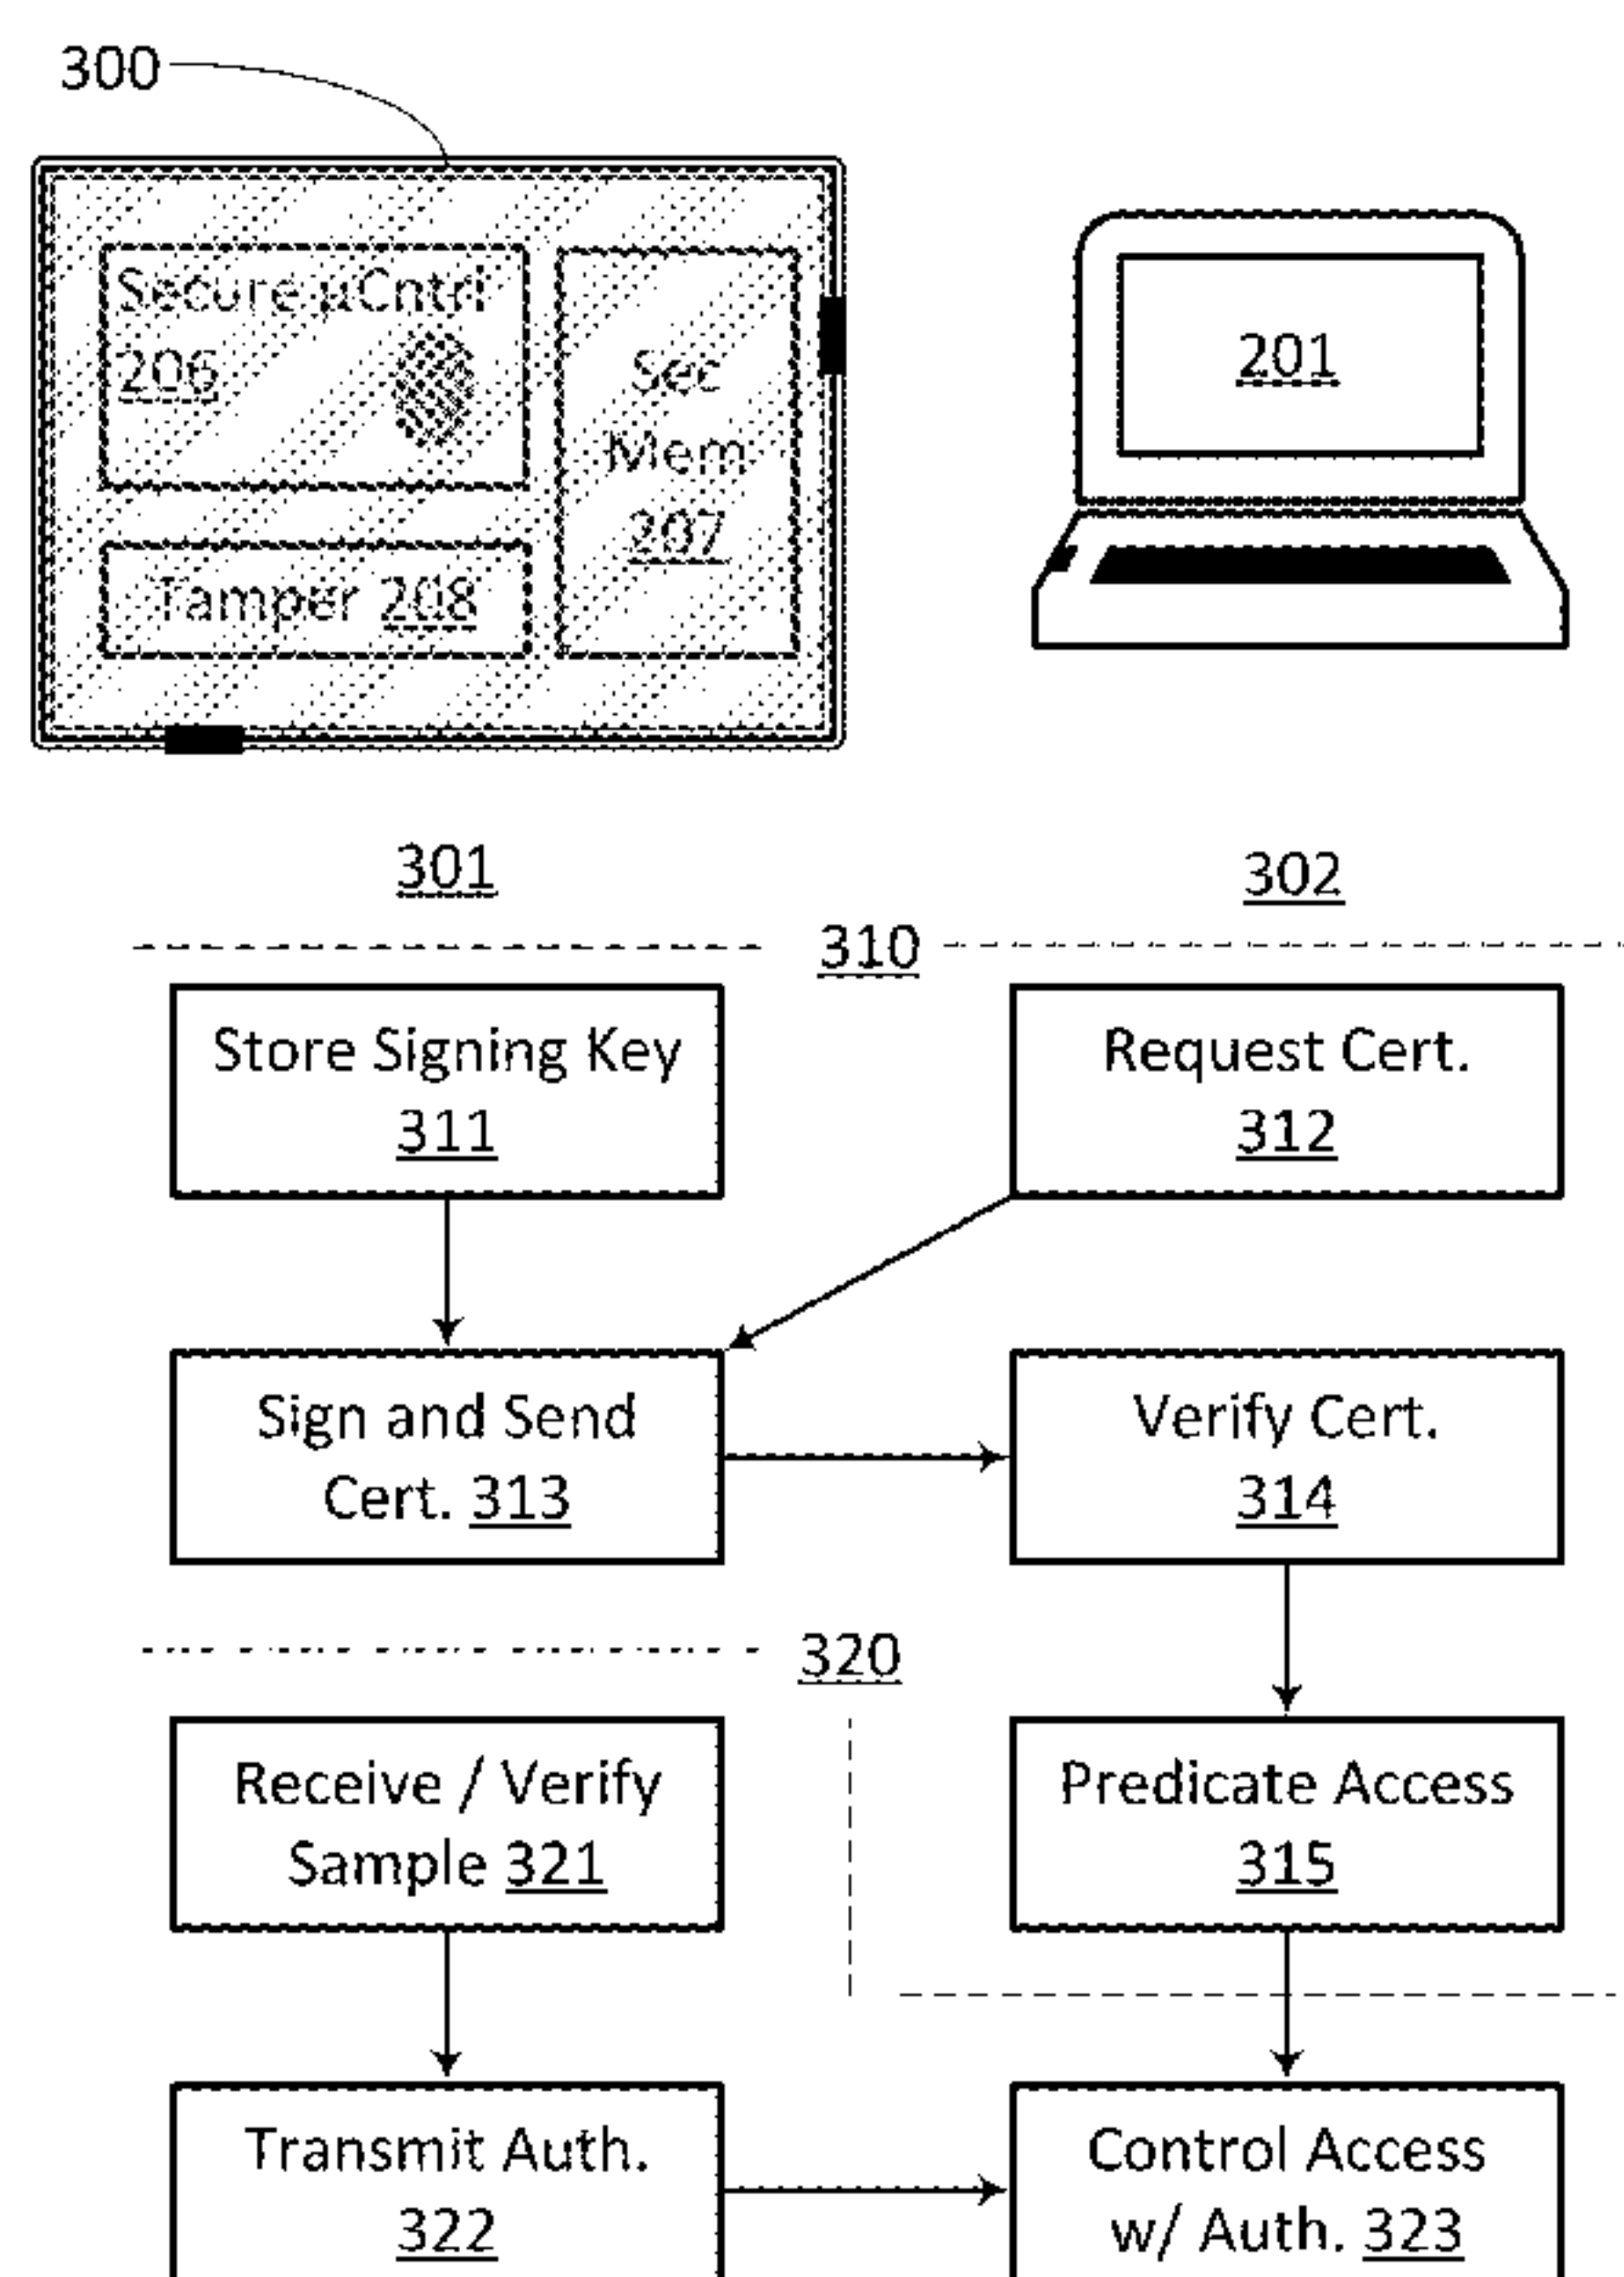 300
Secure µCntrl
206
Sec
Mem
207
Tamper 208
201
301
302
310
Store Signing Key
311
Request Cert.
312
Sign and Send
Cert. 313
Verify Cert.
314
320
Receive / Verify
Sample 321
Predicate Access
315
Transmit Auth.
322
Control Access
w/ Auth. 323